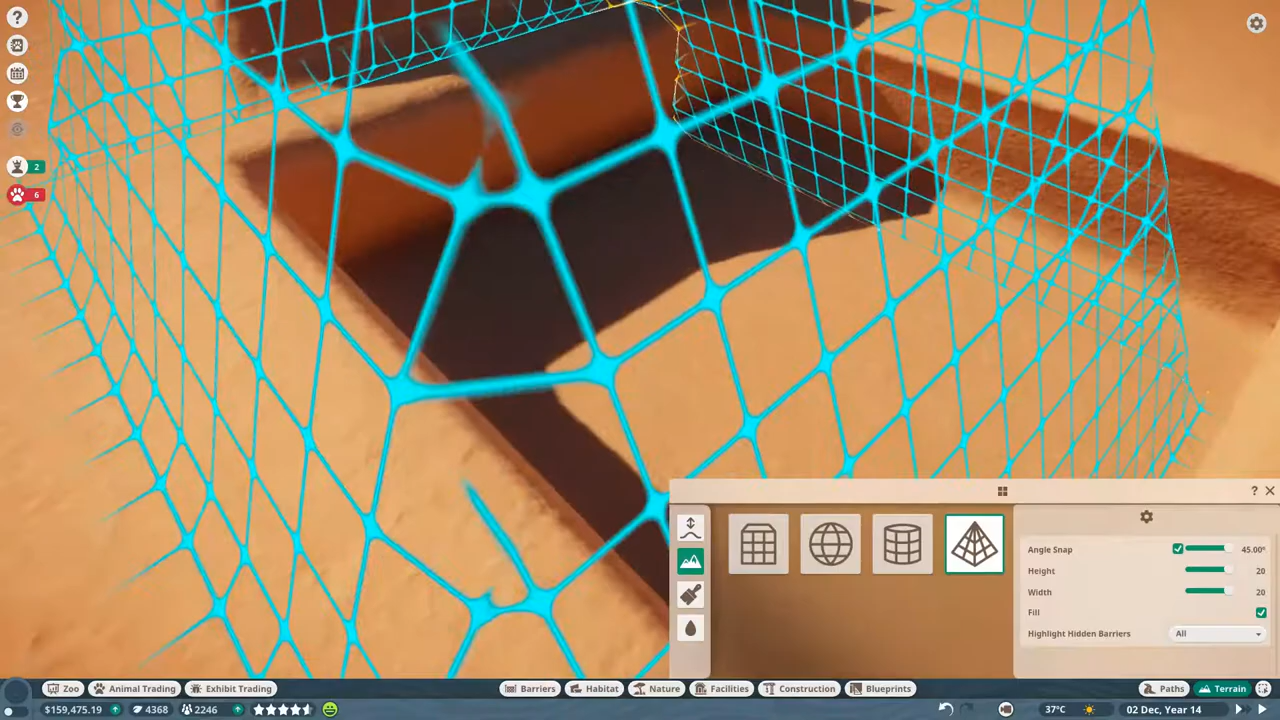 ?
2
6
? ×
Angle Snap 45.00°
Height 20
Width 20
Fill
Highlight Hidden Barriers All
Zoo Animal Trading Exhibit Trading Barriers Habitat Nature Facilities Construction Blueprints Paths Terrain
$159,475.19 4368 2246 37°C 02 Dec, Year 14